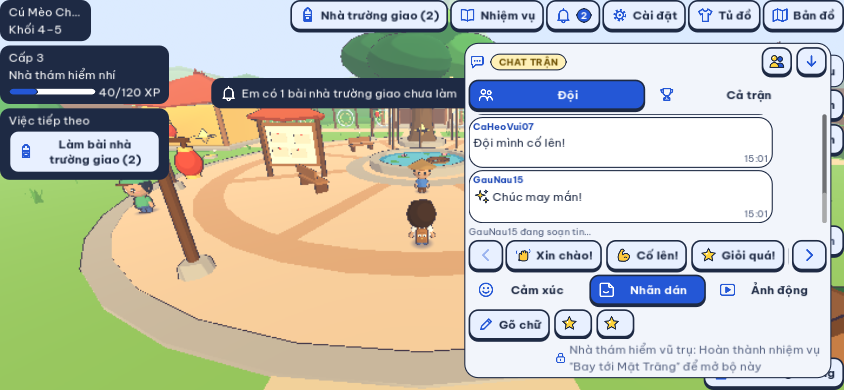 Cú Mèo Ch...
Khối 4-5
Nhà trường giao (2)
Nhiệm vụ
2
Cài đặt
Tủ đồ
Bản đồ
Cấp 3
Nhà thám hiểm nhí
40/120 XP
Việc tiếp theo
Làm bài nhà
trường giao (2)
Em có 1 bài nhà trường giao chưa làm
CHAT TRẬN
Đội
Cả trận
CaHeoVui07
Đội mình cố lên!
15:01
GauNau15
Chúc may mắn!
15:01
GauNau15 đang soạn tin...
Xin chào!
Cố lên!
Giỏi quá!
Cảm xúc
Nhãn dán
Ảnh động
Gõ chữ
Nhà thám hiểm vũ trụ: Hoàn thành nhiệm vụ
"Bay tới Mặt Trăng" để mở bộ này